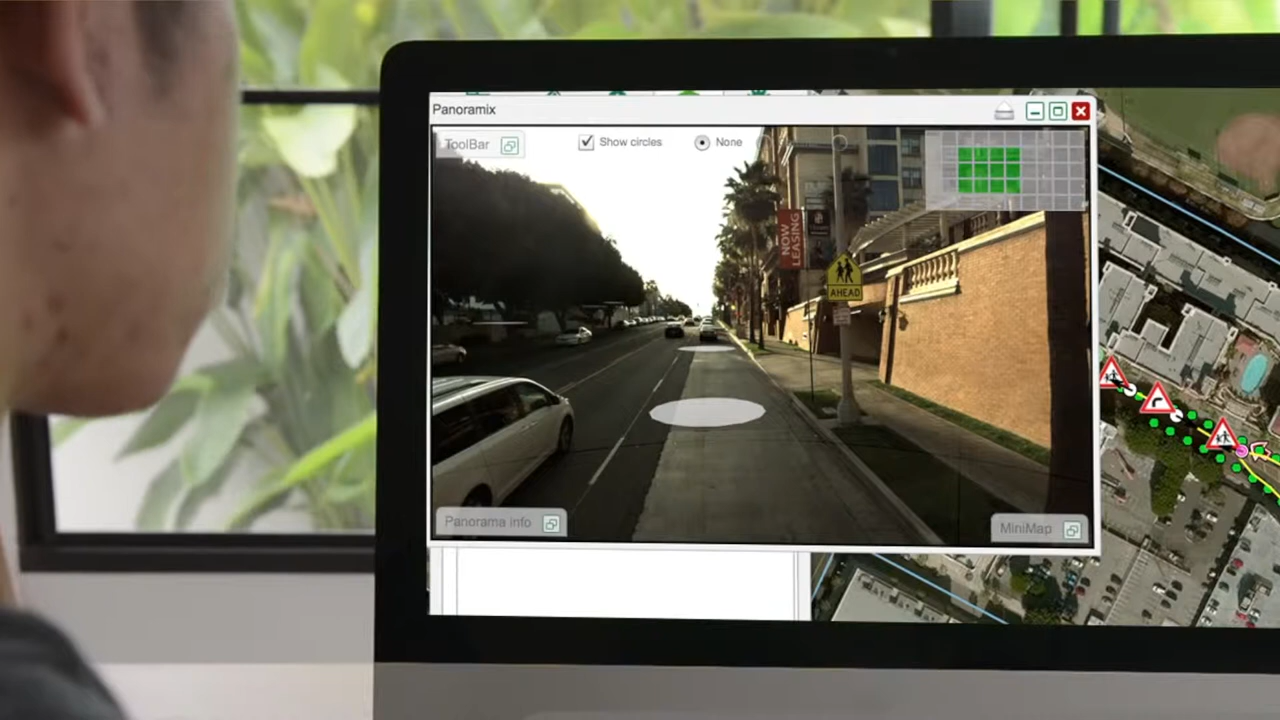 Panoramix
ToolBar
Show circles
None
NOW
LEASING
AHEAD
Panorama info
MiniMap